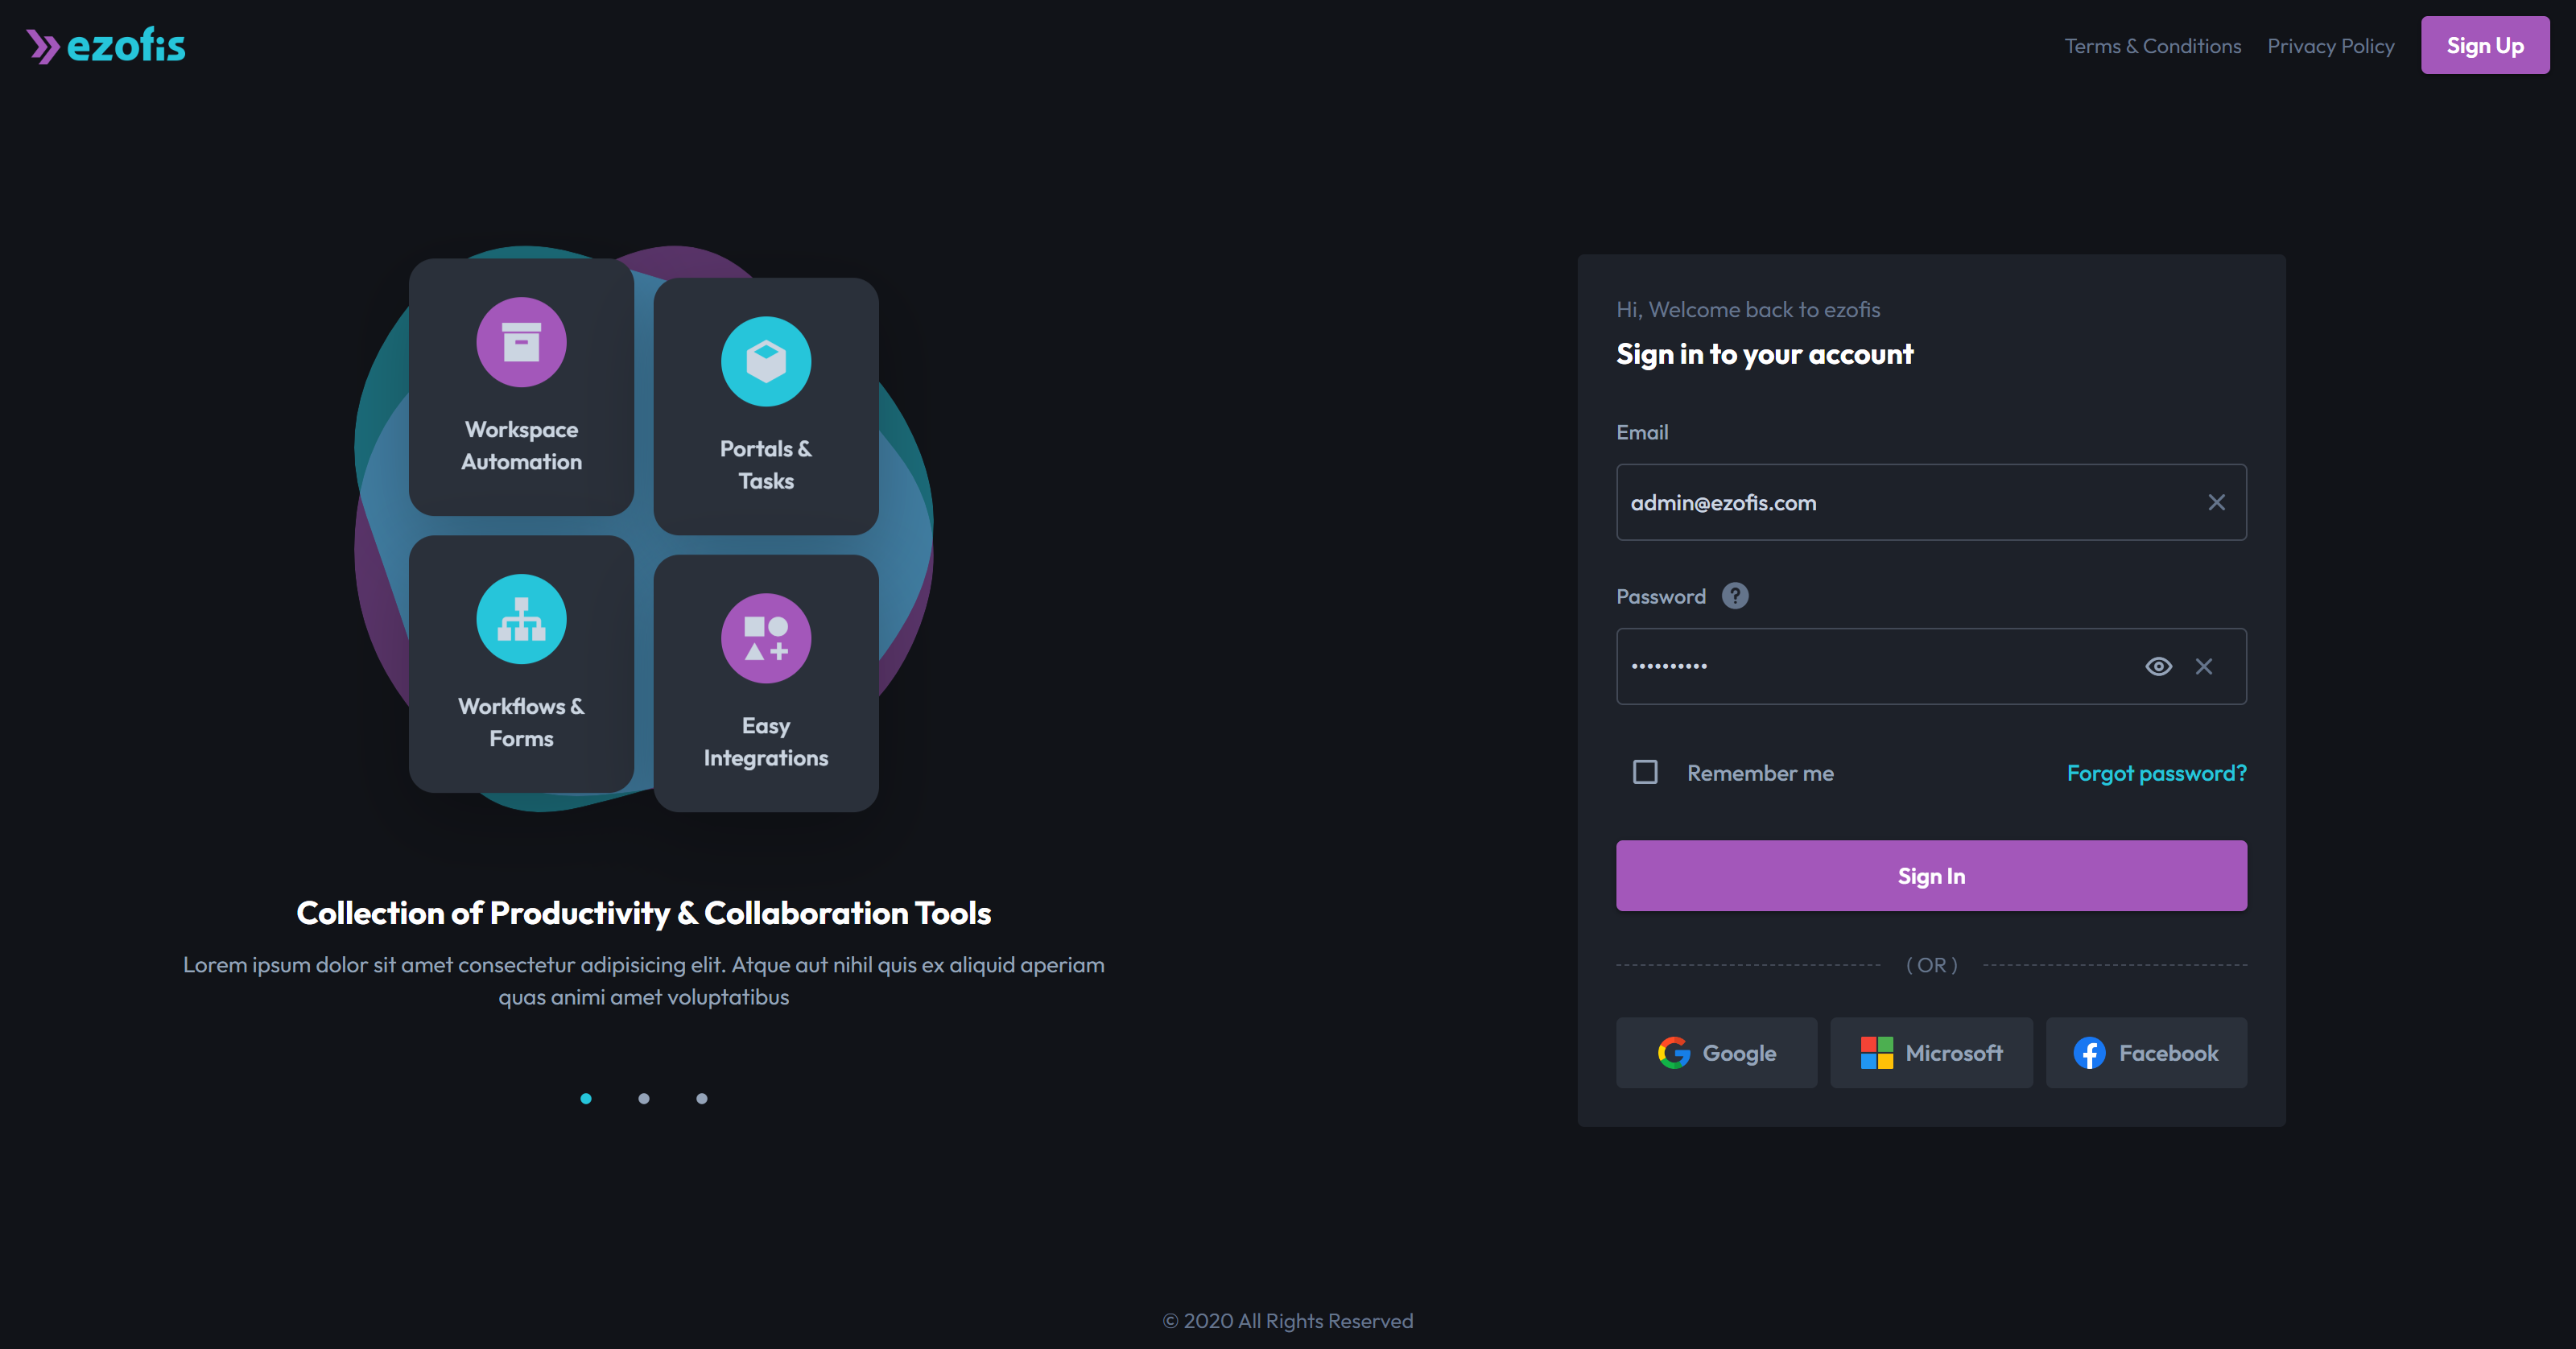 ezofis
Terms & Conditions
Privacy Policy
Sign Up
Workspace
Automation
Portals &
Tasks
Workflows &
Forms
Easy
Integrations
Collection of Productivity & Collaboration Tools
Lorem ipsum dolor sit amet consectetur adipisicing elit. Atque aut nihil quis ex aliquid aperiam
quas animi amet voluptatibus
Hi, Welcome back to ezofis
Sign in to your account
Email
admin@ezofis.com
Password ?
••••••••••
Remember me
Forgot password?
Sign In
( OR )
Google
Microsoft
Facebook
© 2020 All Rights Reserved